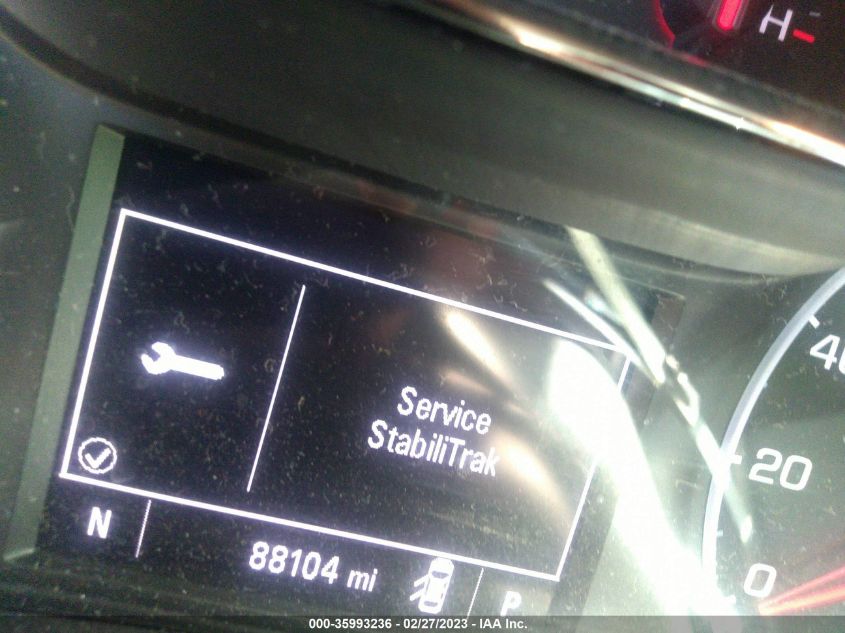 H
Service
StabiliTrak
40
20
0
N
88104 mi
P
000-35993236 - 02/27/2023 - IAA Inc.